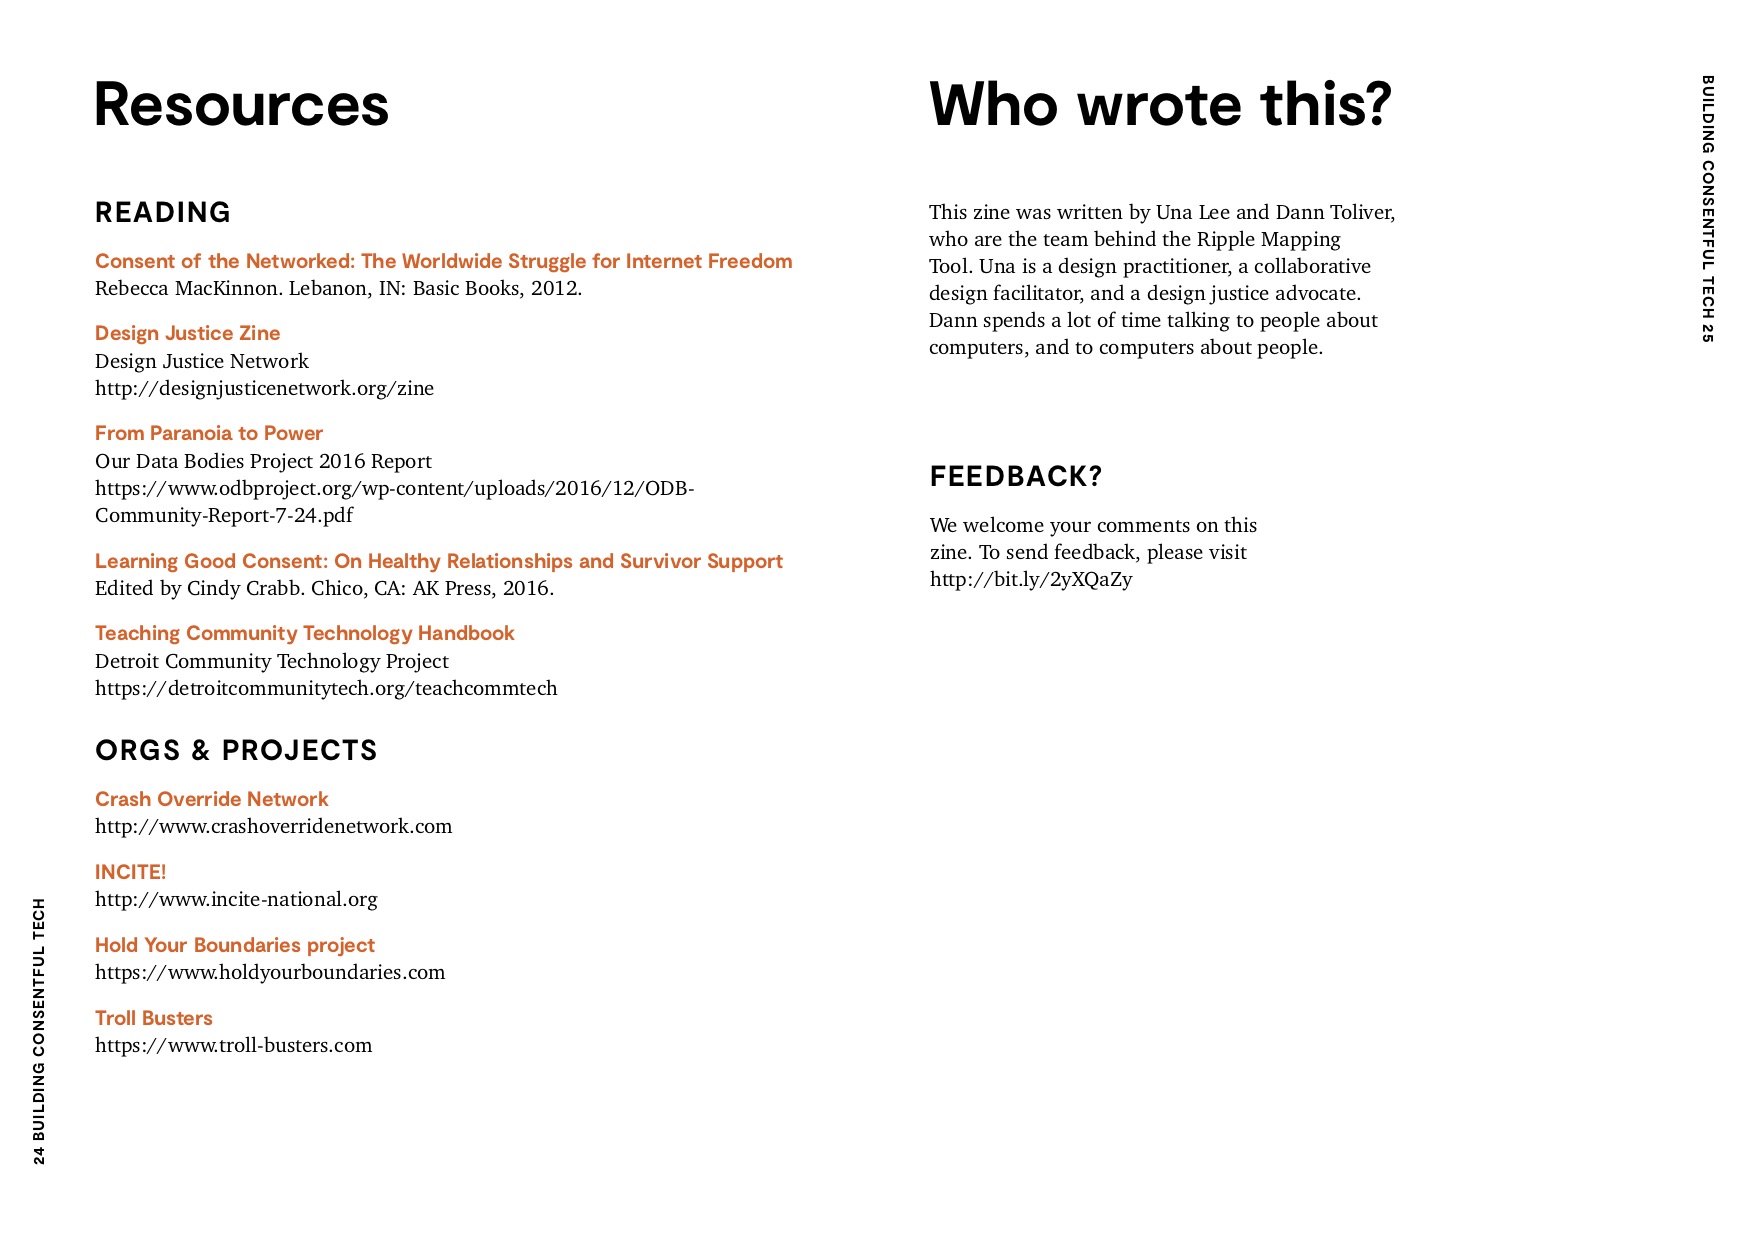 Resources
READING
Consent of the Networked: The Worldwide Struggle for Internet Freedom
Rebecca MacKinnon. Lebanon, IN: Basic Books, 2012.
Design Justice Zine
Design Justice Network
http://designjusticenetwork.org/zine
From Paranoia to Power
Our Data Bodies Project 2016 Report
https://www.odbproject.org/wp-content/uploads/2016/12/ODB-
Community-Report-7-24.pdf
Learning Good Consent: On Healthy Relationships and Survivor Support
Edited by Cindy Crabb. Chico, CA: AK Press, 2016.
Teaching Community Technology Handbook
Detroit Community Technology Project
https://detroitcommunitytech.org/teachcommtech
ORGS & PROJECTS
Crash Override Network
http://www.crashoverridenetwork.com
INCITE!
http://www.incite-national.org
Hold Your Boundaries project
https://www.holdyourboundaries.com
Troll Busters
https://www.troll-busters.com
24 BUILDING CONSENTFUL TECH
Who wrote this?
This zine was written by Una Lee and Dann Toliver,
who are the team behind the Ripple Mapping
Tool. Una is a design practitioner, a collaborative
design facilitator, and a design justice advocate.
Dann spends a lot of time talking to people about
computers, and to computers about people.
FEEDBACK?
We welcome your comments on this
zine. To send feedback, please visit
http://bit.ly/2yXQaZy
BUILDING CONSENTFUL TECH 25